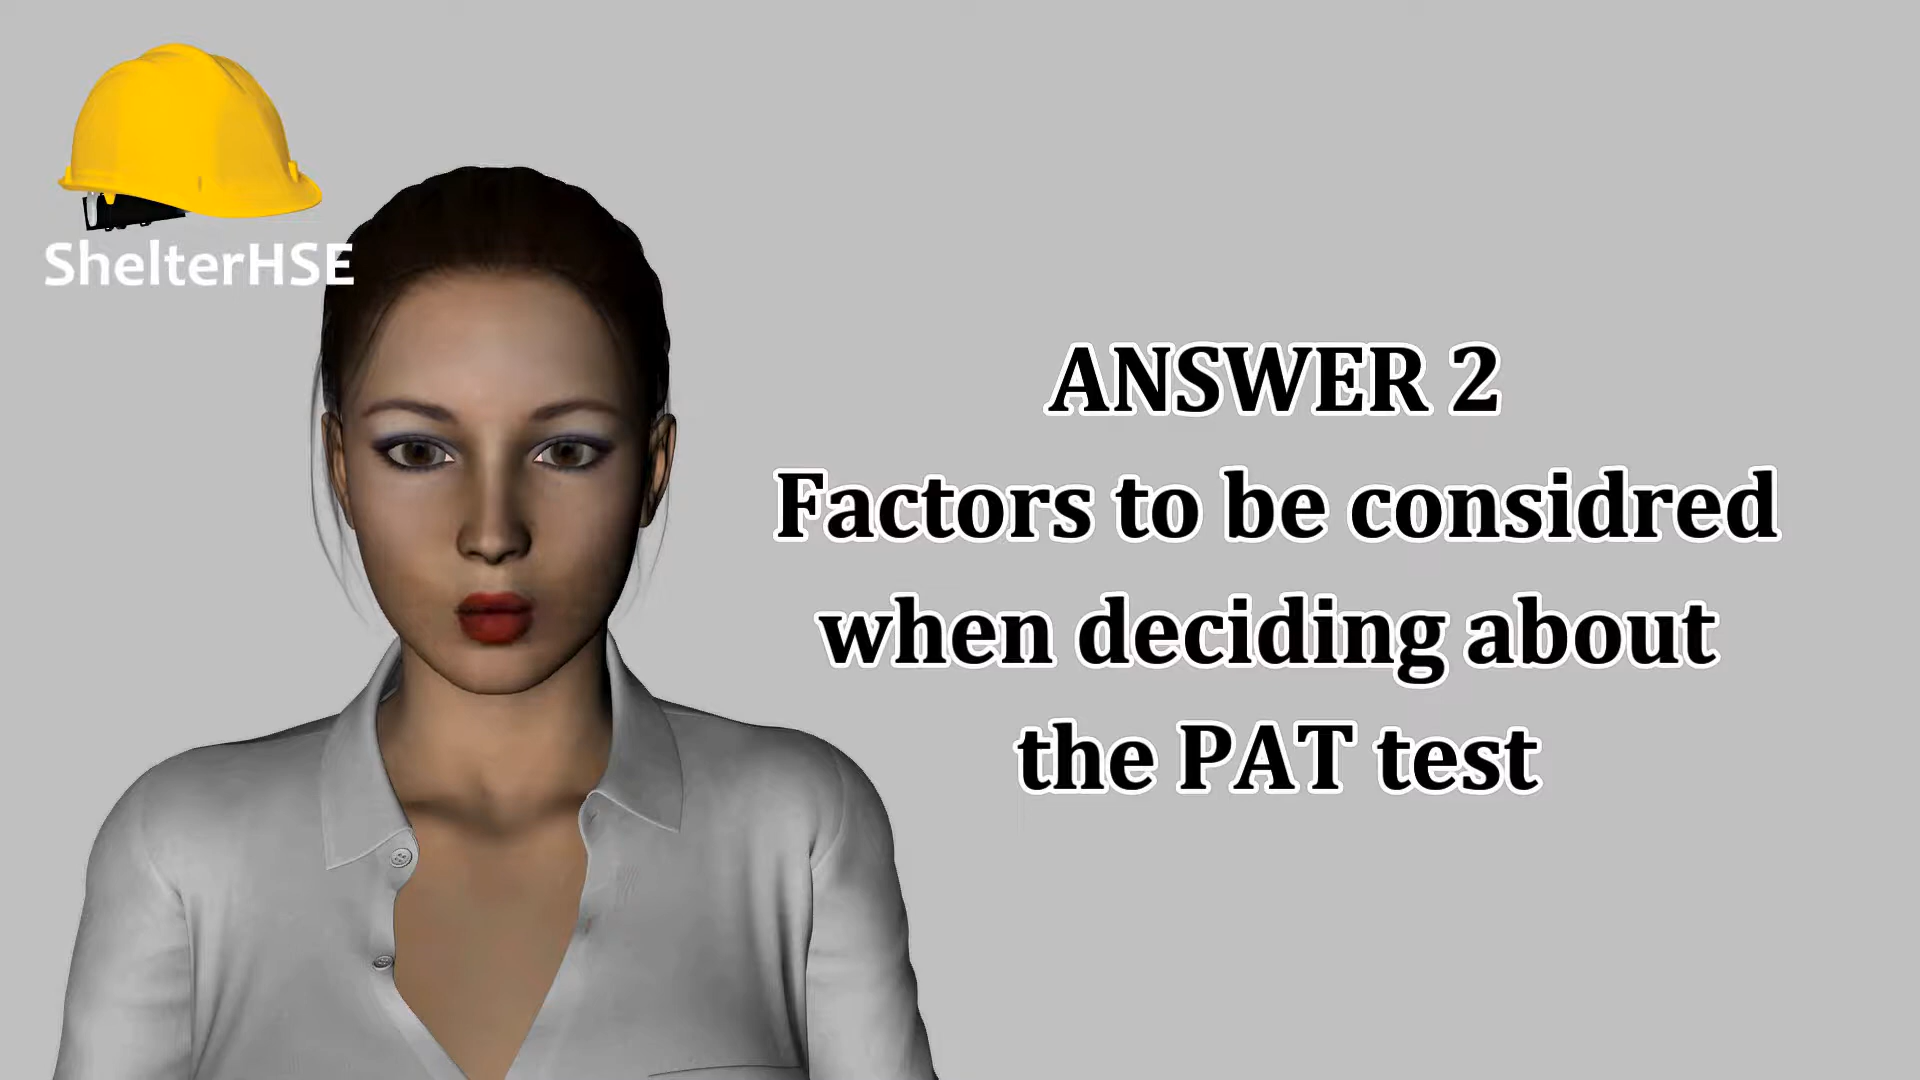 ShelterHSE
ANSWER 2
Factors to be considred
when deciding about
the PAT test